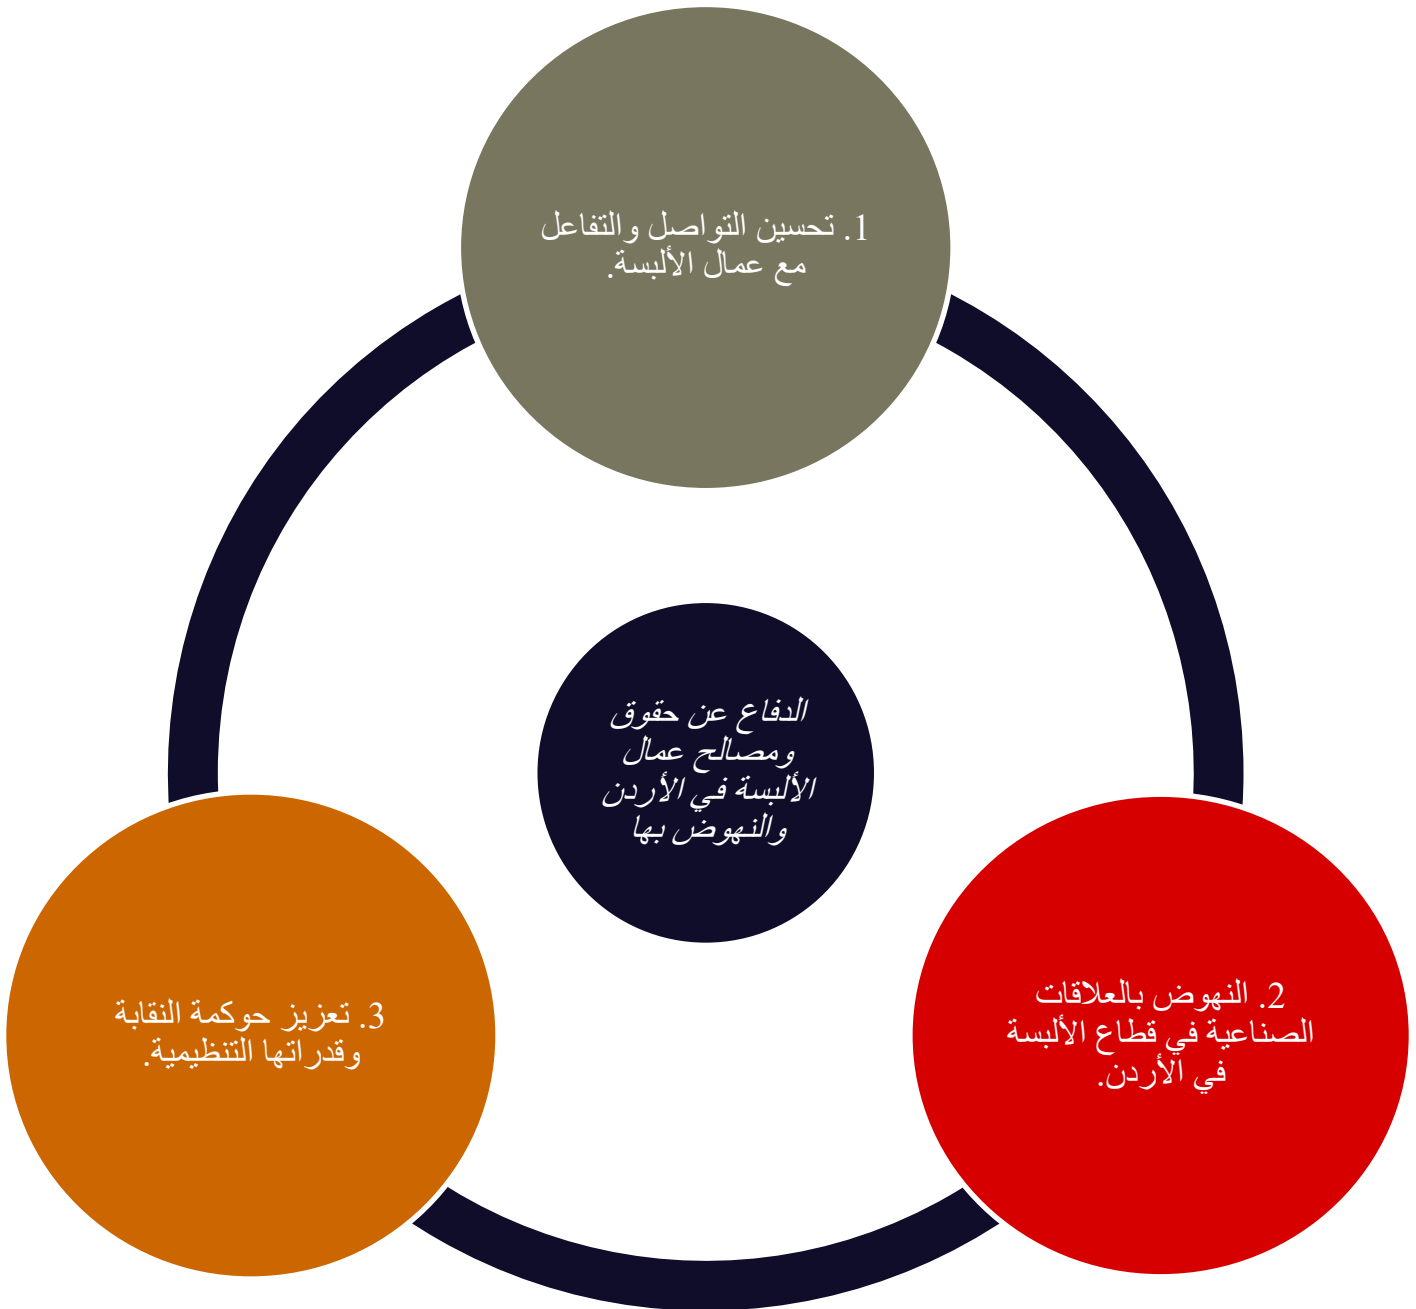 1. تحسين التواصل والتفاعل
مع عمال الألبسة.
الدفاع عن حقوق
ومصالح عمال
الألبسة في الأردن
والنهوض بها
2. النهوض بالعلاقات
الصناعية في قطاع الألبسة
في الأردن.
3. تعزيز حوكمة النقابة
وقدراتها التنظيمية.